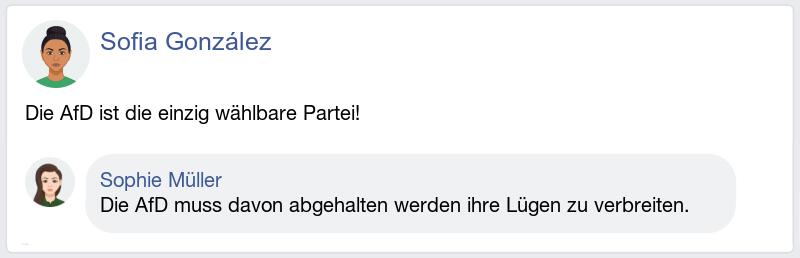 Sofia González
Die AfD ist die einzig wählbare Partei!
Sophie Müller
Die AfD muss davon abgehalten werden ihre Lügen zu verbreiten.